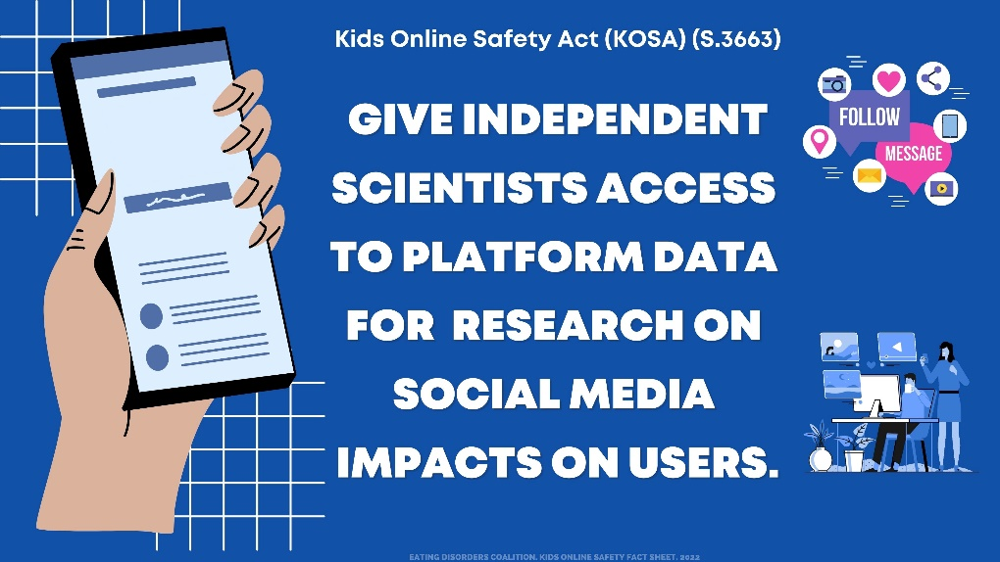 Kids Online Safety Act (KOSA) (S.3663)
GIVE INDEPENDENT
SCIENTISTS ACCESS
TO PLATFORM DATA
FOR RESEARCH ON
SOCIAL MEDIA
IMPACTS ON USERS.
FOLLOW
MESSAGE
EATING DISORDERS COALITION. KIDS ONLINE SAFETY FACT SHEET. 2022